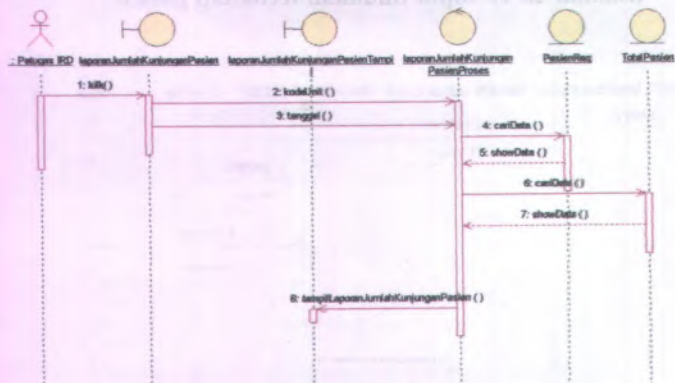 : Petugas IRD
laporanJumlahKunjunganPasien
laporanJumlahKunjunganPasienTampi
l
laporanJumlahKunjungan
PasienProses
PasienReg
TotalPasien
1: klik()
2: kodeUnit ()
3: tanggal ()
4: cariData ()
5: showData ()
6: cariData ()
7: showData ()
8: tampilLaporanJumlahKunjunganPasien ()